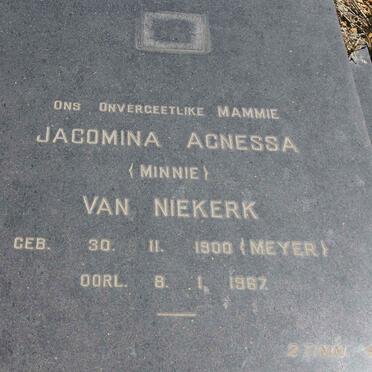 ONS ONVERGEETLIKE MAMMIE
JACOMINA AGNESSA
(MINNIE)
VAN NIEKERK
GEB. 30. 11. 1900 (MEYER)
OORL. 8. 1. 1967